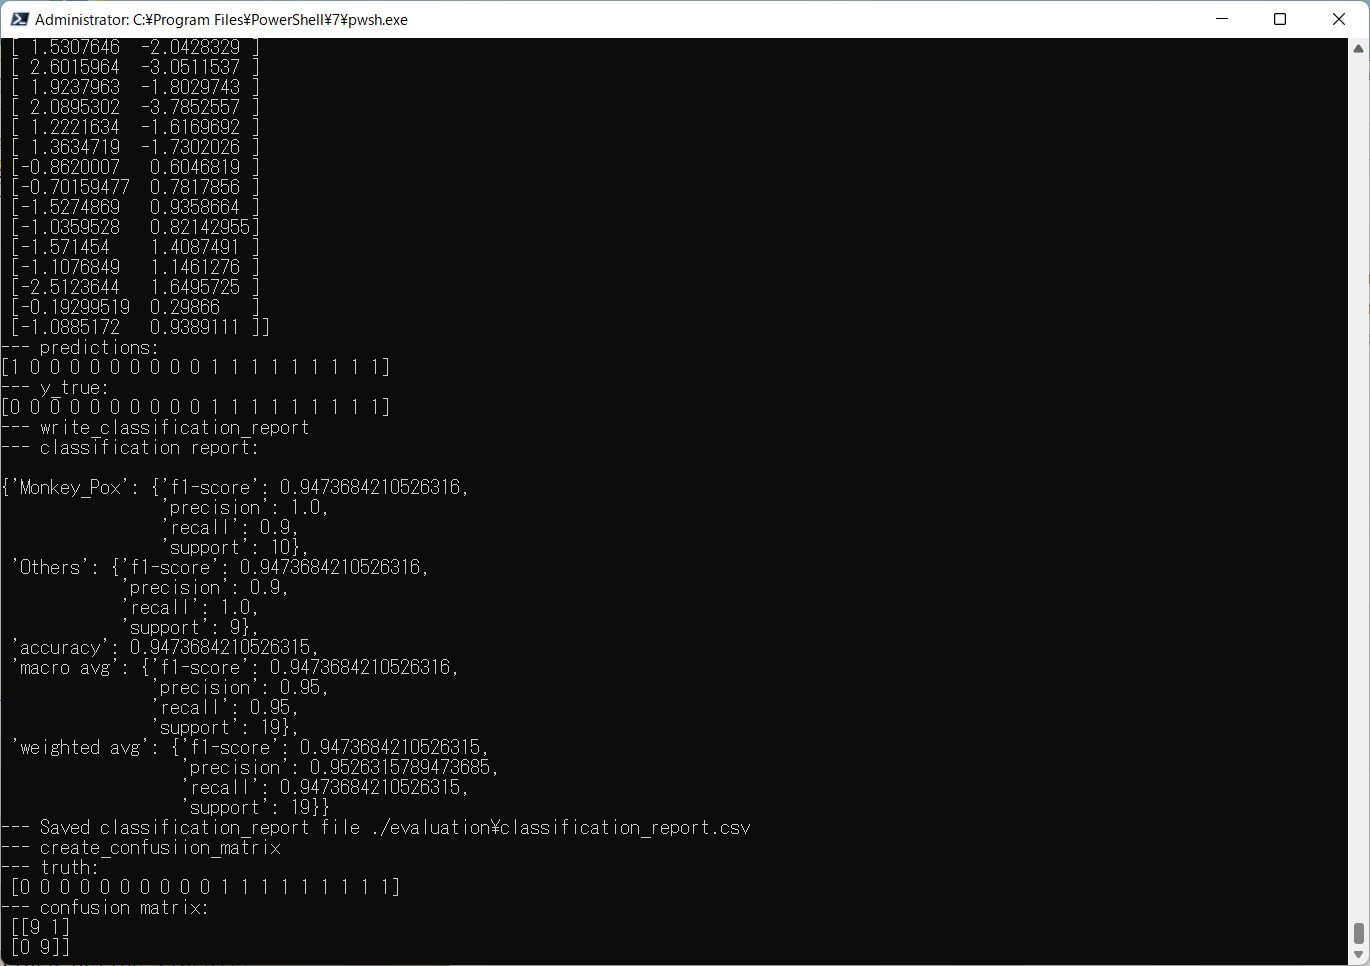 Administrator: C:¥Program Files¥PowerShell¥7¥pwsh.exe
[ 1.5307646  -2.0428329 ]
[ 2.6015964  -3.0511537 ]
[ 1.9237963  -1.8029743 ]
[ 2.0895302  -3.7852557 ]
[ 1.2221634  -1.6169692 ]
[ 1.3634719  -1.7302026 ]
[-0.8620007   0.6046819 ]
[-0.70159477  0.7817856 ]
[-1.5274869   0.9358664 ]
[-1.0359528   0.82142955]
[-1.571454    1.4087491 ]
[-1.1076849   1.1461276 ]
[-2.5123644   1.6495725 ]
[-0.19299519  0.29866   ]
[-1.0885172   0.9389111 ]]
--- predictions:
[1 0 0 0 0 0 0 0 0 0 1 1 1 1 1 1 1 1 1]
--- y_true:
[0 0 0 0 0 0 0 0 0 0 1 1 1 1 1 1 1 1 1]
--- write_classification_report
--- classification report:
{'Monkey_Pox': {'f1-score': 0.9473684210526316,
'precision': 1.0,
'recall': 0.9,
'support': 10},
'Others': {'f1-score': 0.9473684210526316,
'precision': 0.9,
'recall': 1.0,
'support': 9},
'accuracy': 0.9473684210526315,
'macro avg': {'f1-score': 0.9473684210526316,
'precision': 0.95,
'recall': 0.95,
'support': 19},
'weighted avg': {'f1-score': 0.9473684210526315,
'precision': 0.9526315789473685,
'recall': 0.9473684210526315,
'support': 19}}
--- Saved classification_report file ./evaluation¥classification_report.csv
--- create_confusiion_matrix
--- truth:
[0 0 0 0 0 0 0 0 0 0 1 1 1 1 1 1 1 1 1]
--- confusion matrix:
[[9 1]
[0 9]]